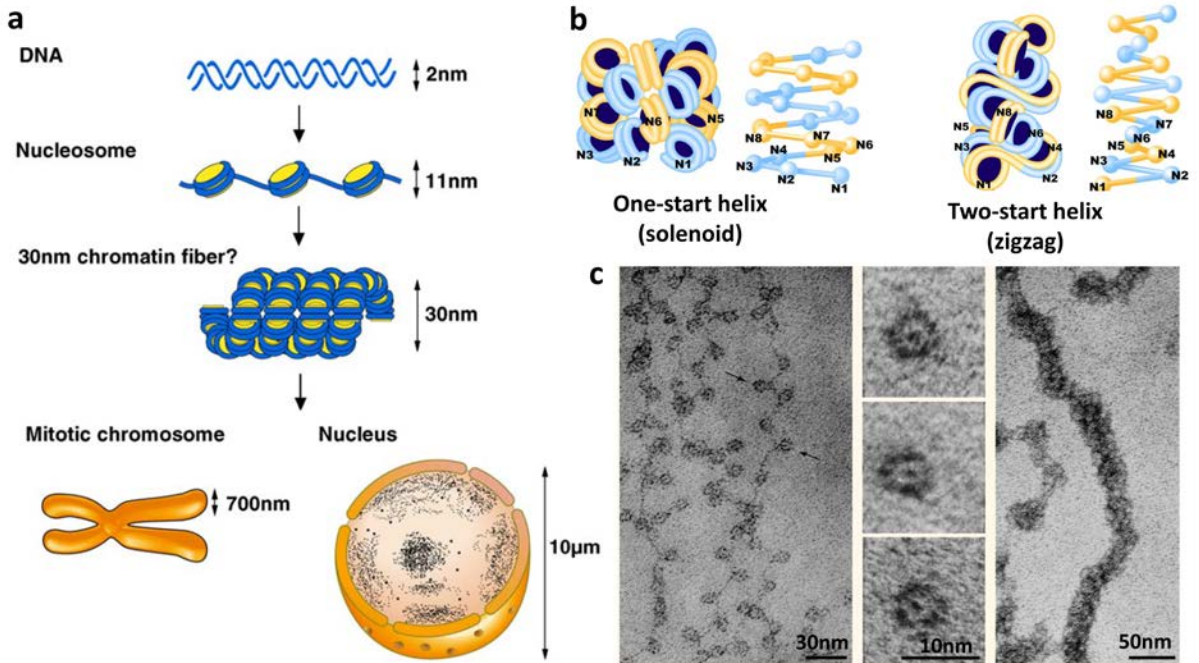 a
DNA
2nm
Nucleosome
11nm
30nm chromatin fiber?
30nm
Mitotic chromosome
700nm
Nucleus
10µm
b
N7
N6
N5
N3
N2
N1
N8
N7
N6
N4
N5
N3
N2
N1
One-start helix
(solenoid)
N8
N5
N6
N3
N4
N1
N2
N8
N7
N6
N5
N4
N3
N2
N1
Two-start helix
(zigzag)
c
30nm
10nm
50nm